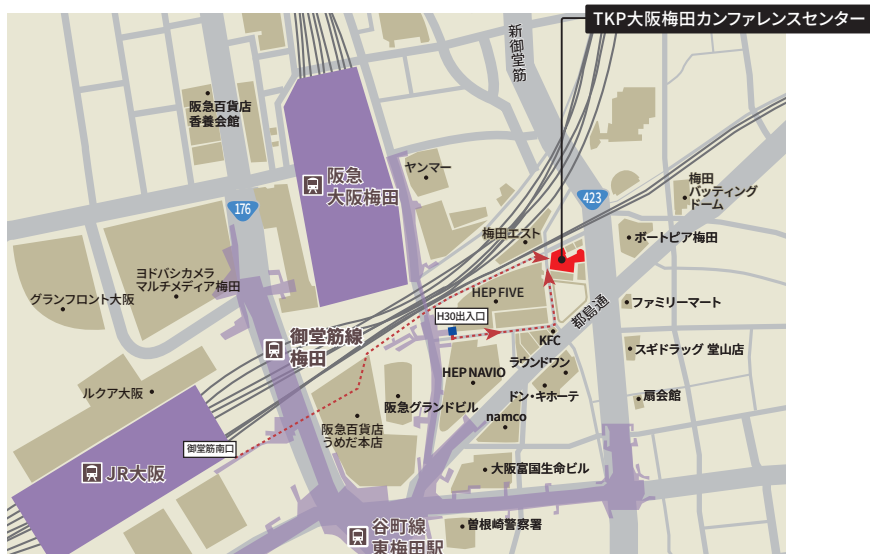 TKP大阪梅田カンファレンスセンター
新御堂筋
阪急百貨店
香養会館
阪急
大阪梅田
ヤンマー
176
423
梅田
バッティング
ドーム
梅田エスト
ボートピア梅田
ヨドバシカメラ
マルチメディア梅田
グランフロント大阪
HEP FIVE
H30出入口
都島通
ファミリーマート
御堂筋線
梅田
KFC
ラウンドワン
スギドラッグ 堂山店
HEP NAVIO
ルクア大阪
ドン・キホーテ
扇会館
阪急グランドビル
namco
阪急百貨店
うめだ本店
御堂筋南口
JR大阪
大阪富国生命ビル
谷町線
東梅田駅
曽根崎警察署